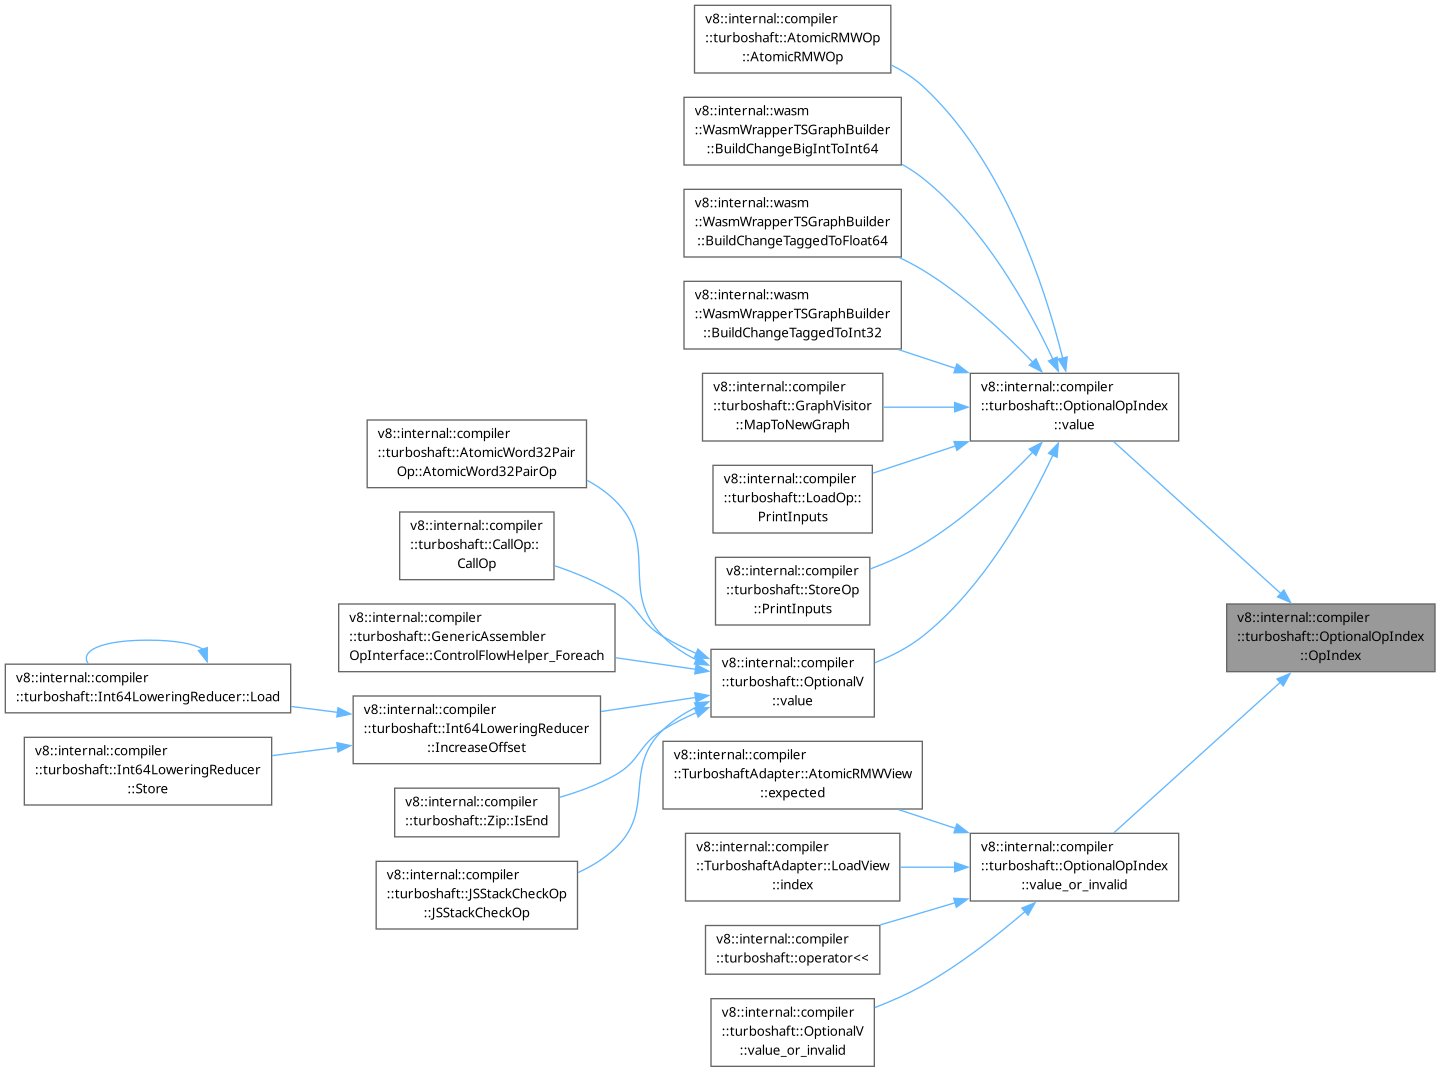 v8::internal::compiler
::turboshaft::AtomicRMWOp
::AtomicRMWOp
v8::internal::wasm
::WasmWrapperTSGraphBuilder
::BuildChangeBigIntToInt64
v8::internal::wasm
::WasmWrapperTSGraphBuilder
::BuildChangeTaggedToFloat64
v8::internal::wasm
::WasmWrapperTSGraphBuilder
::BuildChangeTaggedToInt32
v8::internal::compiler
::turboshaft::GraphVisitor
::MapToNewGraph
v8::internal::compiler
::turboshaft::OptionalOpIndex
::value
v8::internal::compiler
::turboshaft::AtomicWord32Pair
Op::AtomicWord32PairOp
v8::internal::compiler
::turboshaft::LoadOp::
PrintInputs
v8::internal::compiler
::turboshaft::CallOp::
CallOp
v8::internal::compiler
::turboshaft::StoreOp
::PrintInputs
v8::internal::compiler
::turboshaft::GenericAssembler
OpInterface::ControlFlowHelper_Foreach
v8::internal::compiler
::turboshaft::OptionalOpIndex
::OpIndex
v8::internal::compiler
::turboshaft::Int64LoweringReducer::Load
v8::internal::compiler
::turboshaft::OptionalV
::value
v8::internal::compiler
::turboshaft::Int64LoweringReducer
::IncreaseOffset
v8::internal::compiler
::turboshaft::Int64LoweringReducer
::Store
v8::internal::compiler
::TurboshaftAdapter::AtomicRMWView
::expected
v8::internal::compiler
::turboshaft::Zip::IsEnd
v8::internal::compiler
::TurboshaftAdapter::LoadView
::index
v8::internal::compiler
::turboshaft::OptionalOpIndex
::value_or_invalid
v8::internal::compiler
::turboshaft::JSStackCheckOp
::JSStackCheckOp
v8::internal::compiler
::turboshaft::operator<<
v8::internal::compiler
::turboshaft::OptionalV
::value_or_invalid